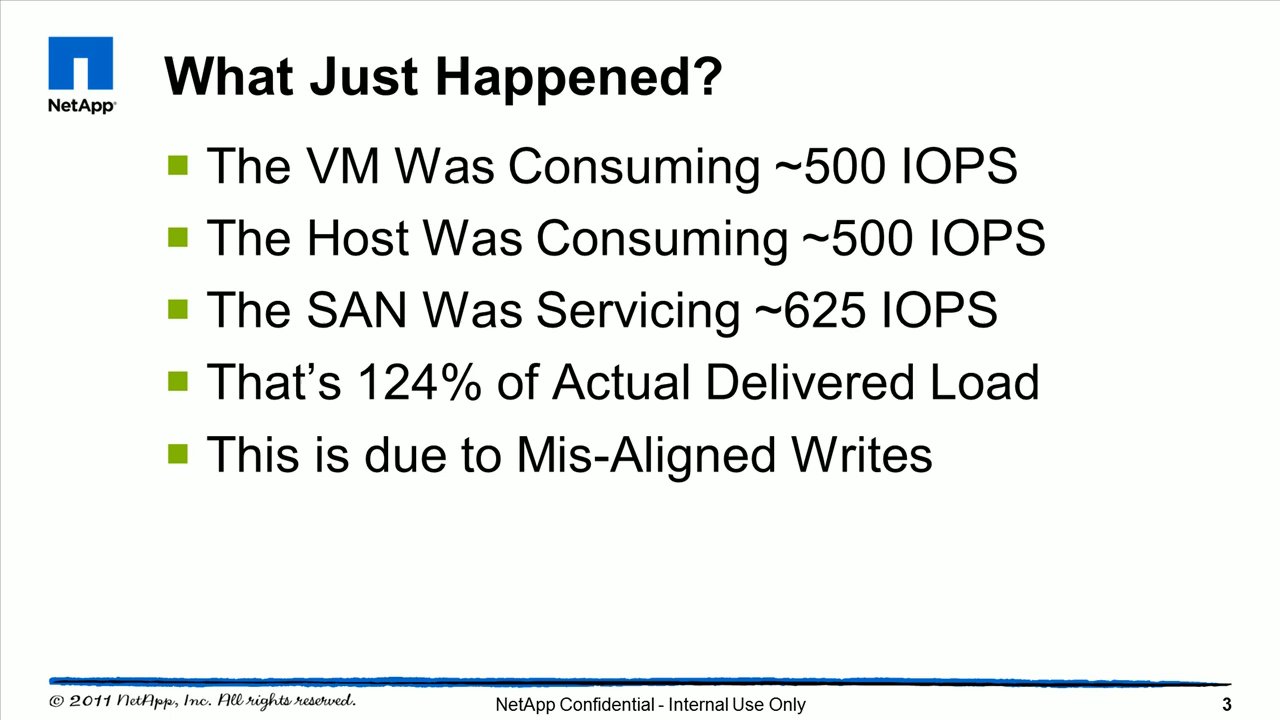 NetApp®
What Just Happened?
The VM Was Consuming ~500 IOPS
The Host Was Consuming ~500 IOPS
The SAN Was Servicing ~625 IOPS
That’s 124% of Actual Delivered Load
This is due to Mis-Aligned Writes
© 2011 NetApp, Inc. All rights reserved.
NetApp Confidential - Internal Use Only
3